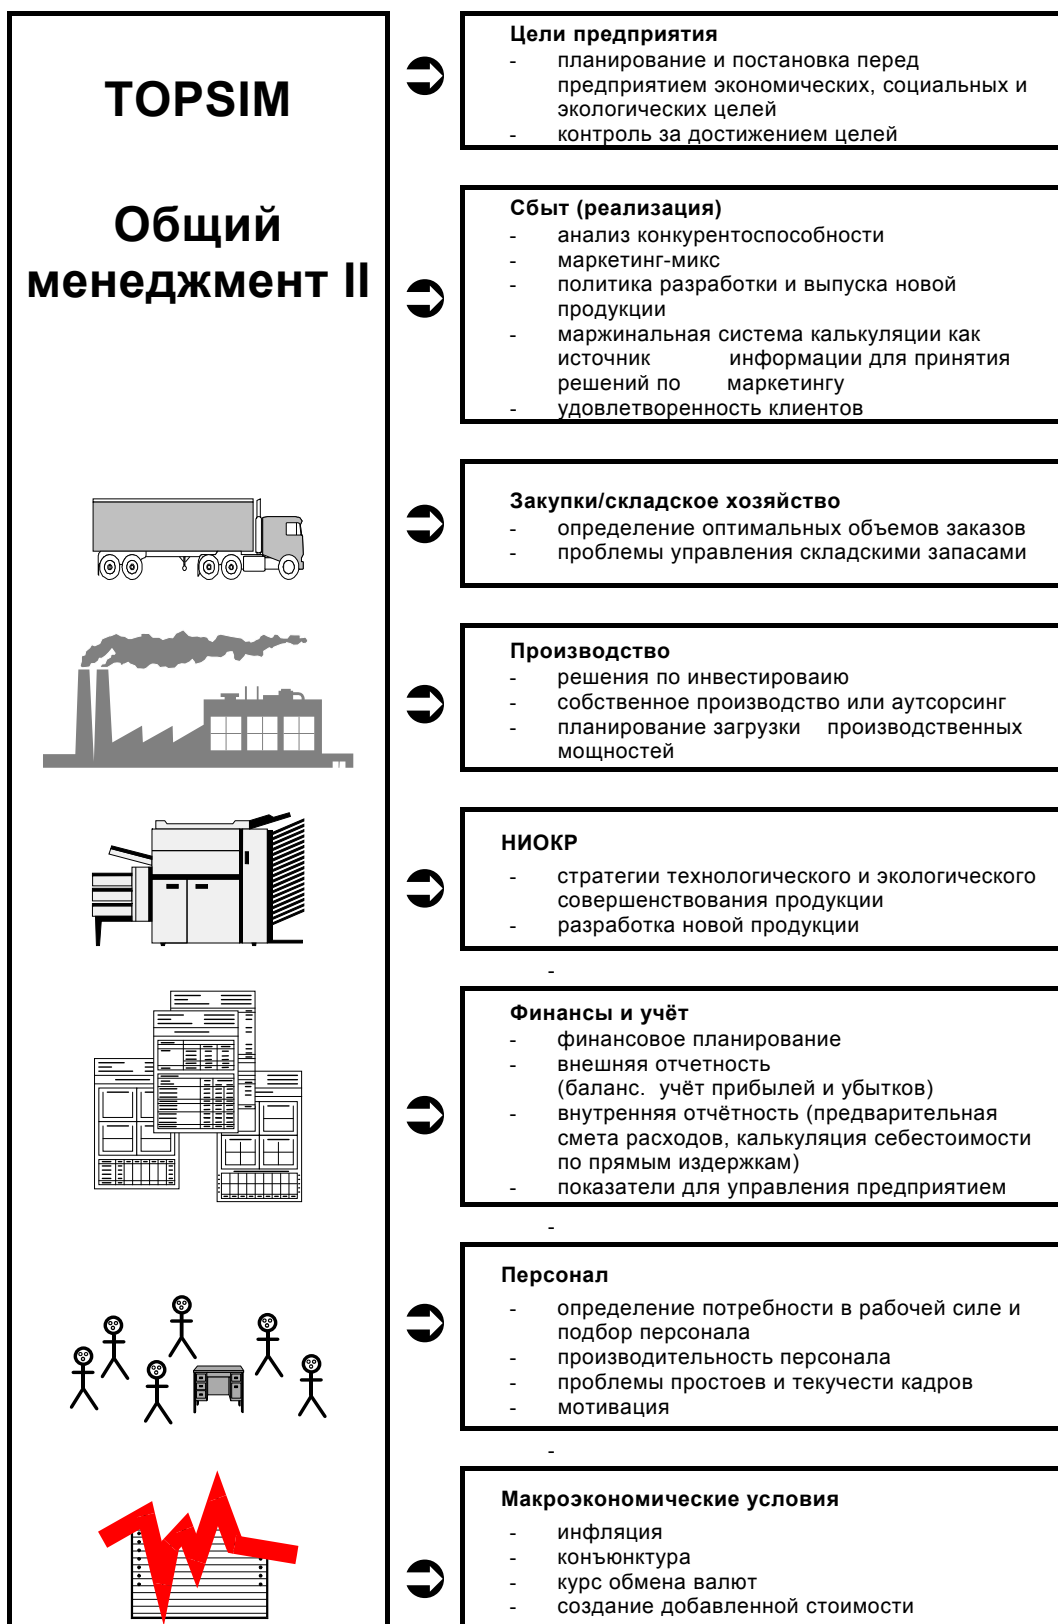 TOPSIM
Общий
менеджмент II
Цели предприятия
- планирование и постановка перед
предприятием экономических, социальных и
экологических целей
- контроль за достижением целей
Сбыт (реализация)
- анализ конкурентоспособности
- маркетинг-микс
- политика разработки и выпуска новой
продукции
- маржинальная система калькуляции как
источник информации для принятия
решений по маркетингу
- удовлетворенность клиентов
Закупки/складское хозяйство
- определение оптимальных объемов заказов
- проблемы управления складскими запасами
Производство
- решения по инвестироваию
- собственное производство или аутсорсинг
- планирование загрузки производственных
мощностей
НИОКР
- стратегии технологического и экологического
совершенствования продукции
- разработка новой продукции
-
Финансы и учёт
- финансовое планирование
- внешняя отчетность
(баланс. учёт прибылей и убытков)
- внутренняя отчётность (предварительная
смета расходов, калькуляция себестоимости
по прямым издержкам)
- показатели для управления предприятием
-
Персонал
- определение потребности в рабочей силе и
подбор персонала
- производительность персонала
- проблемы простоев и текучести кадров
- мотивация
-
Макроэкономические условия
- инфляция
- конъюнктура
- курс обмена валют
- создание добавленной стоимости